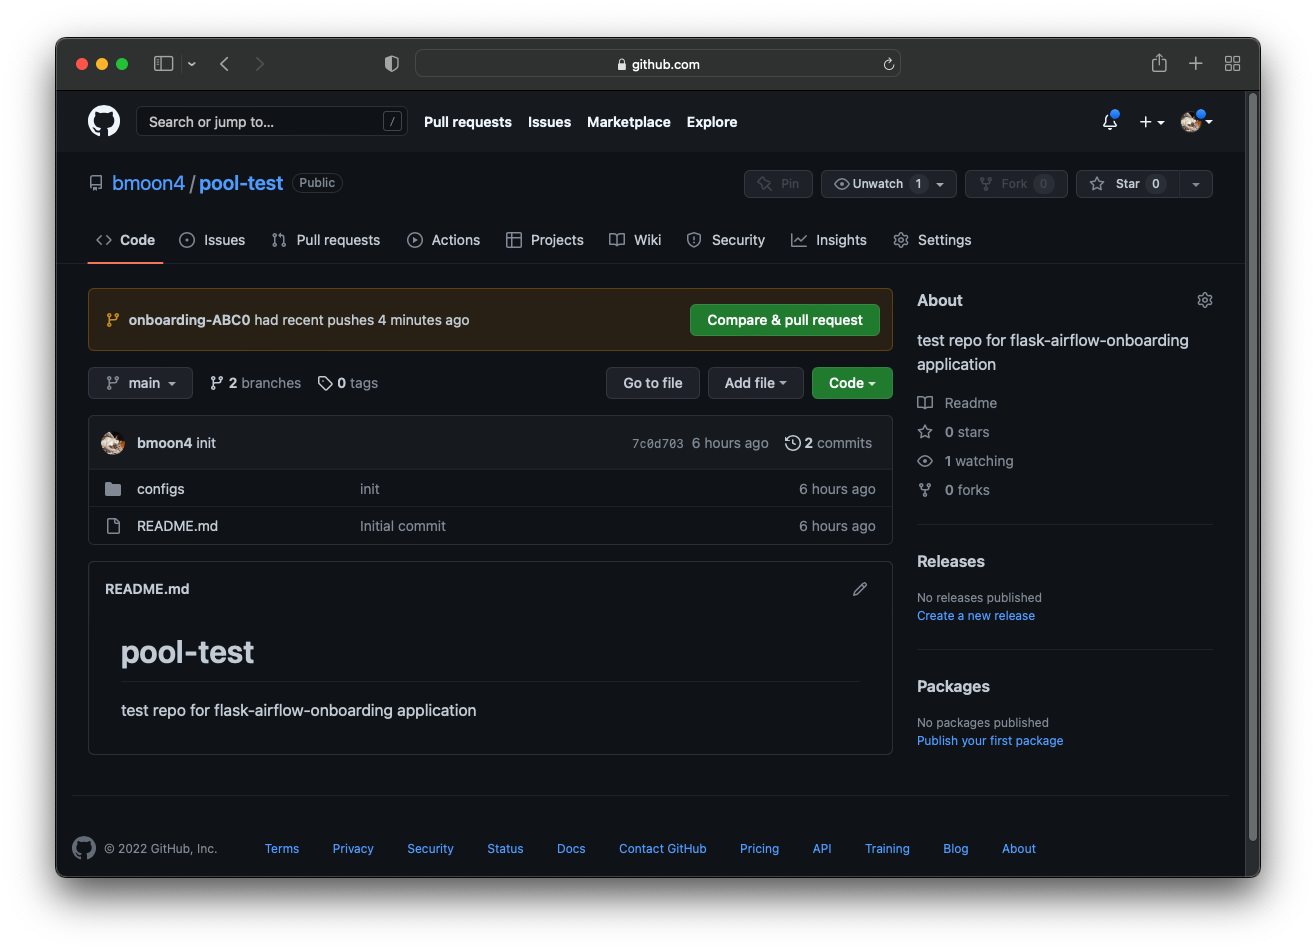 github.com
Search or jump to... /
Pull requests Issues Marketplace Explore
bmoon4 / pool-test Public
Pin Unwatch 1 Fork 0 Star 0
Code Issues Pull requests Actions Projects Wiki Security Insights Settings
onboarding-ABC0 had recent pushes 4 minutes ago
Compare & pull request
main 2 branches 0 tags
Go to file Add file Code
bmoon4 init 7c0d703 6 hours ago 2 commits
configs init 6 hours ago
README.md Initial commit 6 hours ago
README.md
pool-test
test repo for flask-airflow-onboarding application
About
test repo for flask-airflow-onboarding
application
Readme
0 stars
1 watching
0 forks
Releases
No releases published
Create a new release
Packages
No packages published
Publish your first package
© 2022 GitHub, Inc. Terms Privacy Security Status Docs Contact GitHub Pricing API Training Blog About